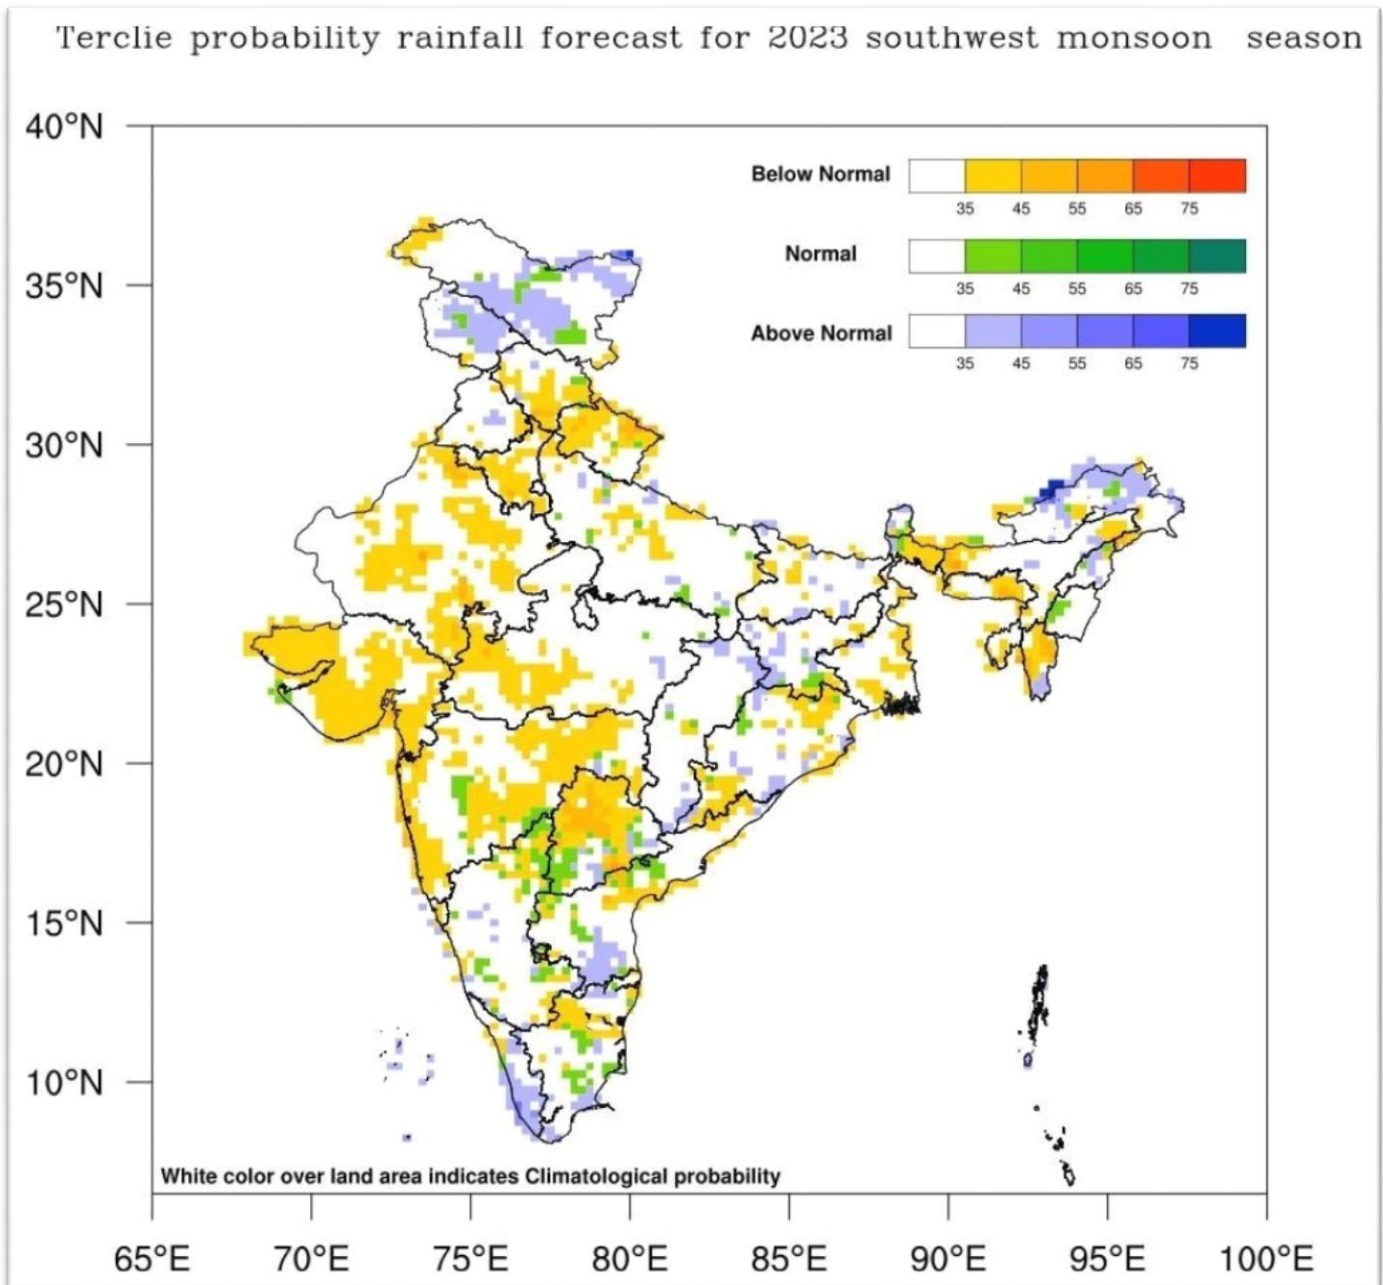 Terclie probability rainfall forecast for 2023 southwest monsoon season
40°N
35°N
30°N
25°N
20°N
15°N
10°N
Below Normal
35 45 55 65 75
Normal
35 45 55 65 75
Above Normal
35 45 55 65 75
White color over land area indicates Climatological probability
65°E 70°E 75°E 80°E 85°E 90°E 95°E 100°E